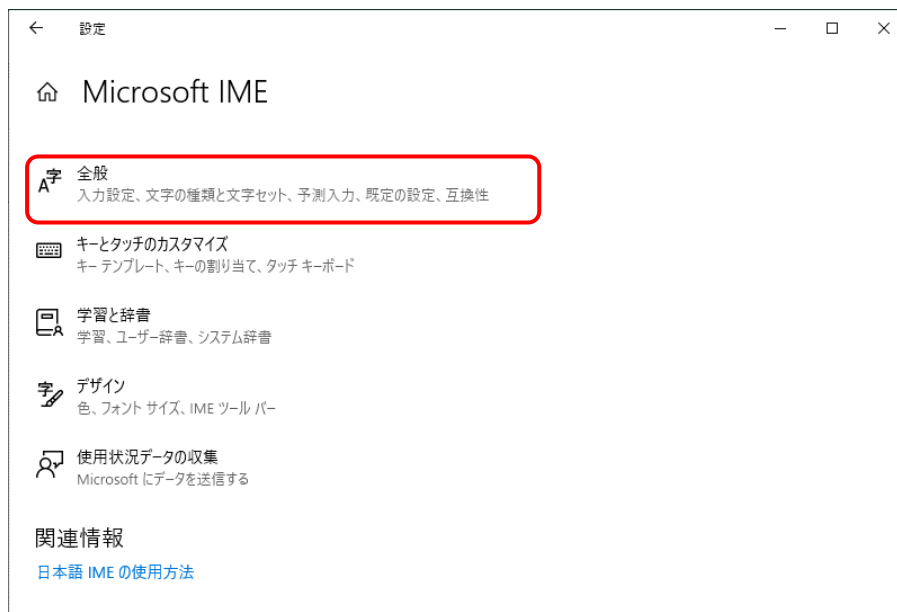 設定
Microsoft IME
全般
入力設定、文字の種類と文字セット、予測入力、既定の設定、互換性
キーとタッチのカスタマイズ
キー テンプレート、キーの割り当て、タッチ キーボード
学習と辞書
学習、ユーザー辞書、システム辞書
デザイン
色、フォント サイズ、IME ツール バー
使用状況データの収集
Microsoft にデータを送信する
関連情報
日本語 IME の使用方法